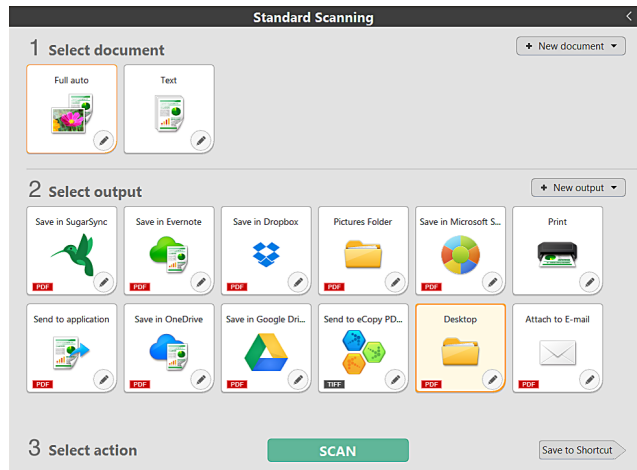 Standard Scanning
1 Select document
+ New document
Full auto
Text
2 Select output
+ New output
Save in SugarSync
Save in Evernote
Save in Dropbox
Pictures Folder
Save in Microsoft S...
Print
PDF
PDF
PDF
PDF
PDF
Send to application
Save in OneDrive
Save in Google Dri...
Send to eCopy PD...
Desktop
Attach to E-mail
PDF
PDF
PDF
TIFF
PDF
PDF
3 Select action
SCAN
Save to Shortcut